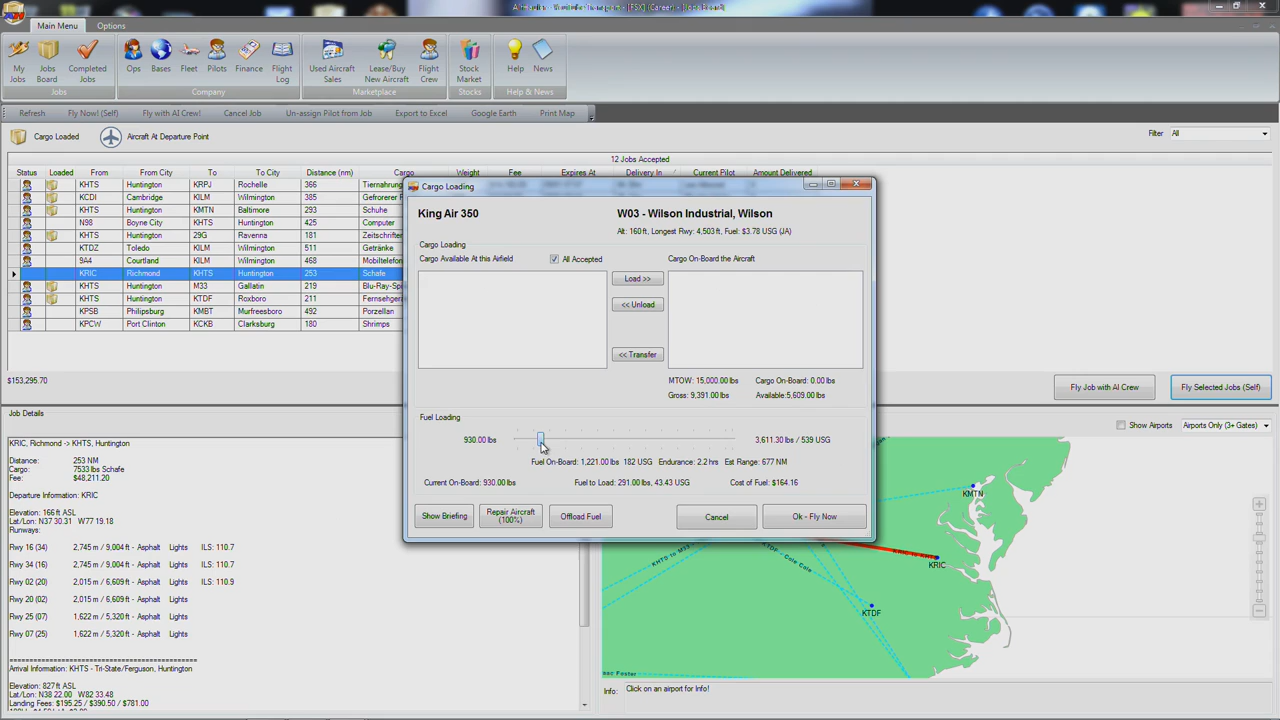 Main Menu Options
My Jobs
Jobs Board
Completed Jobs
Ops
Bases
Fleet
Pilots
Finance
Flight Log
Used Aircraft Sales
Lease/Buy New Aircraft
Flight Crew
Stock Market
Help
News
Jobs Company Marketplace Stocks Help & News
Refresh Fly Now! (Self) Fly with AI Crew! Cancel Job Un-assign Pilot from Job Export to Excel Google Earth Print Map
Cargo Loaded Aircraft At Departure Point Filter All
12 Jobs Accepted
Status Loaded From From City To To City Distance (nm) Cargo Weight Fee Expires At Delivery In Current Pilot Amount Delivered
KHTS Huntington KRPJ Rochelle 366 Tiernahrung
KCDI Cambridge KILM Wilmington 385 Gefrorener
KHTS Huntington KMTN Baltimore 293 Schuhe
N98 Boyne City KHTS Huntington 425 Computer
KHTS Huntington 29G Ravenna 181 Zeitschriften
KTDZ Toledo KILM Wilmington 511 Getränke
9A4 Courtland KILM Wilmington 468
KRIC Richmond KHTS Huntington 253 Schafe
KHTS Huntington M33 Gallatin 219
KHTS Huntington KTDF Roxboro 211
KPSB Philipsburg KMBT Murfreesboro 492 Porzellan
KPCW Port Clinton KCKB Clarksburg 180 Shrimps
$153,295.70
Fly Job with AI Crew
Fly Selected Jobs (Self)
Cargo Loading
King Air 350 W03 - Wilson Industrial, Wilson
Alt: 160 ft, Longest Rwy: 4,503 ft, Fuel: $3.78 USG (JA)
Cargo Loading
Cargo Available At this Airfield All Accepted Cargo On-Board the Aircraft
Load >>
<< Unload
<< Transfer
MTOW: 15,000.00 lbs Cargo On-Board: 0.00 lbs
Gross: 9,391.00 lbs Available:5,609.00 lbs
Fuel Loading
930.00 lbs 3,611.30 lbs / 539 USG
Fuel On-Board: 1,221.00 lbs 182 USG Endurance: 2.2 hrs Est Range: 677 NM
Current On-Board: 930.00 lbs Fuel to Load: 291.00 lbs, 43.43 USG Cost of Fuel: $164.16
Show Briefing
Repair Aircraft (100%)
Offload Fuel
Cancel
Ok - Fly Now
Job Details
Show Airports Airports Only (3+ Gates)
KRIC, Richmond -> KHTS, Huntington
Distance: 253 NM
Cargo: 7533 lbs Schafe
Fee: $48,211.20
Departure Information: KRIC
Elevation: 166 ft ASL
Lat/Lon: N37 30.31 W77 19.18
Runways:
Rwy 16 (34) 2,745 m / 9,004 ft - Asphalt Lights ILS: 110.7
Rwy 34 (16) 2,745 m / 9,004 ft - Asphalt Lights ILS: 110.7
Rwy 02 (20) 2,015 m / 6,609 ft - Asphalt Lights ILS: 110.9
Rwy 20 (02) 2,015 m / 6,609 ft - Asphalt Lights
Rwy 25 (07) 1,622 m / 5,320 ft - Asphalt Lights
Rwy 07 (25) 1,622 m / 5,320 ft - Asphalt Lights
Arrival Information: KHTS - Tri-State/Ferguson, Huntington
Elevation: 827 ft ASL
Lat/Lon: N38 22.00 W82 33.48
Landing Fees: $195.25 / $390.50 / $781.00
KMTN
KRIC to KHTS
KRIC
KHTS to M33
KTDF - Cole Cole
KTDF
Foster
Info: Click on an airport for Info!